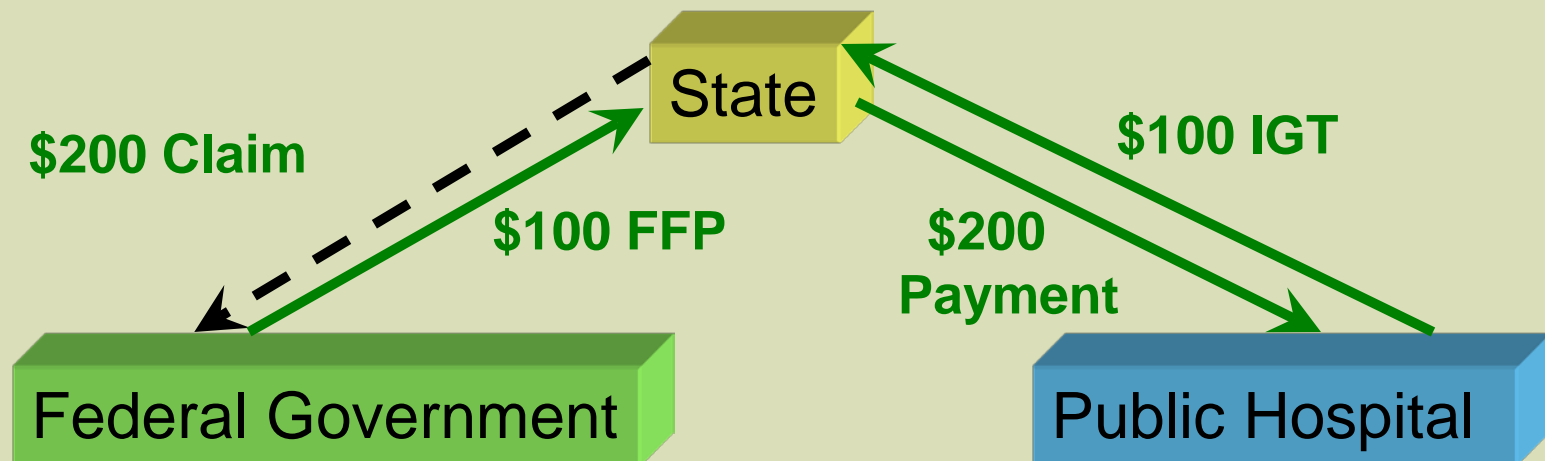 State
$200 Claim
$100 IGT
$100 FFP
$200
Payment
Federal Government
Public Hospital